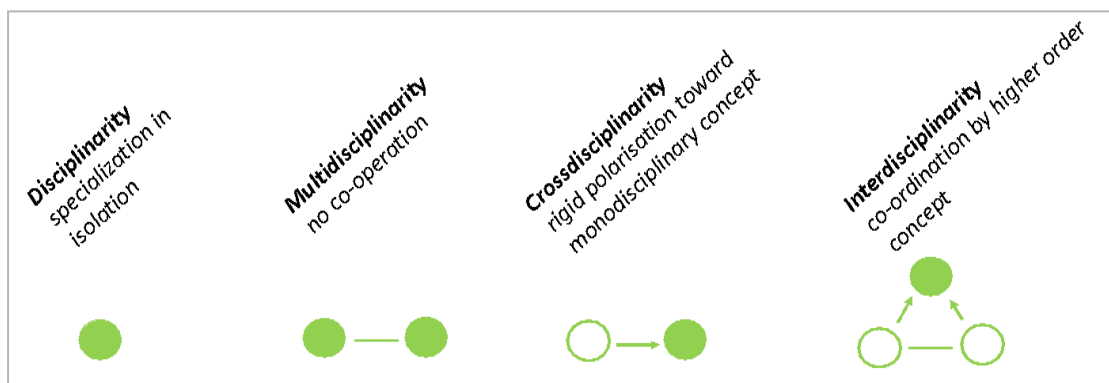 Disciplinarity
specialization in
isolation
Multidisciplinarity
no co-operation
Crossdisciplinarity
rigid polarisation toward
monodisciplinary concept
Interdisciplinarity
co-ordination by higher order
concept